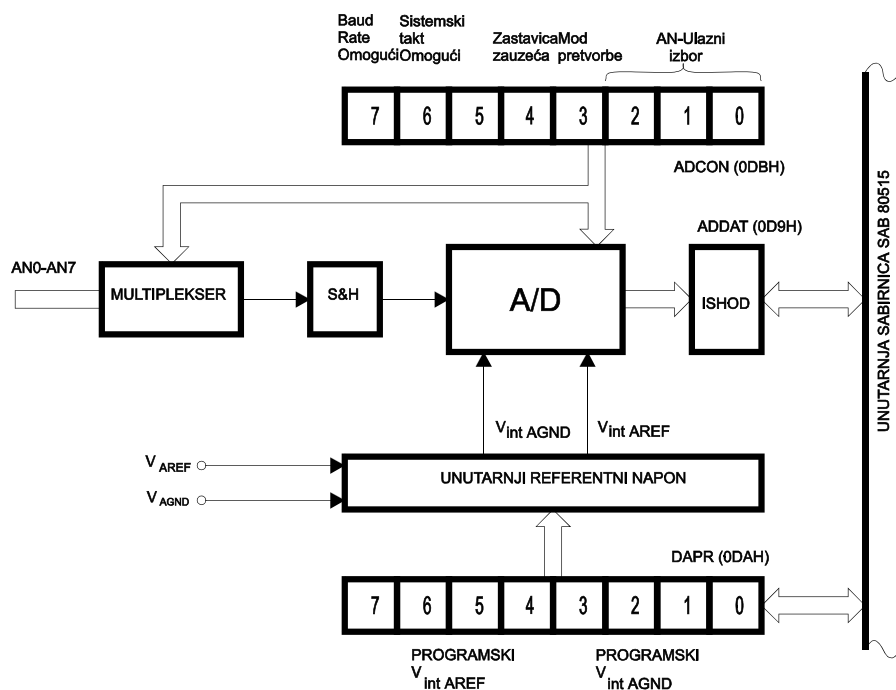 Baud Rate Omogući
Sistemski takt Omogući
Zastavica zauzeća
Mod pretvorbe
AN-Ulazni izbor
7 6 5 4 3 2 1 0
ADCON (0DBH)
ADDAT (0D9H)
AN0-AN7
MULTIPLEKSER
S&H
A/D
ISHOD
UNUTARNJA SABIRNICA SAB 80515
V int AGND
V int AREF
V AREF
V AGND
UNUTARNJI REFERENTNI NAPON
DAPR (0DAH)
7 6 5 4 3 2 1 0
PROGRAMSKI
V int AREF
PROGRAMSKI
V int AGND